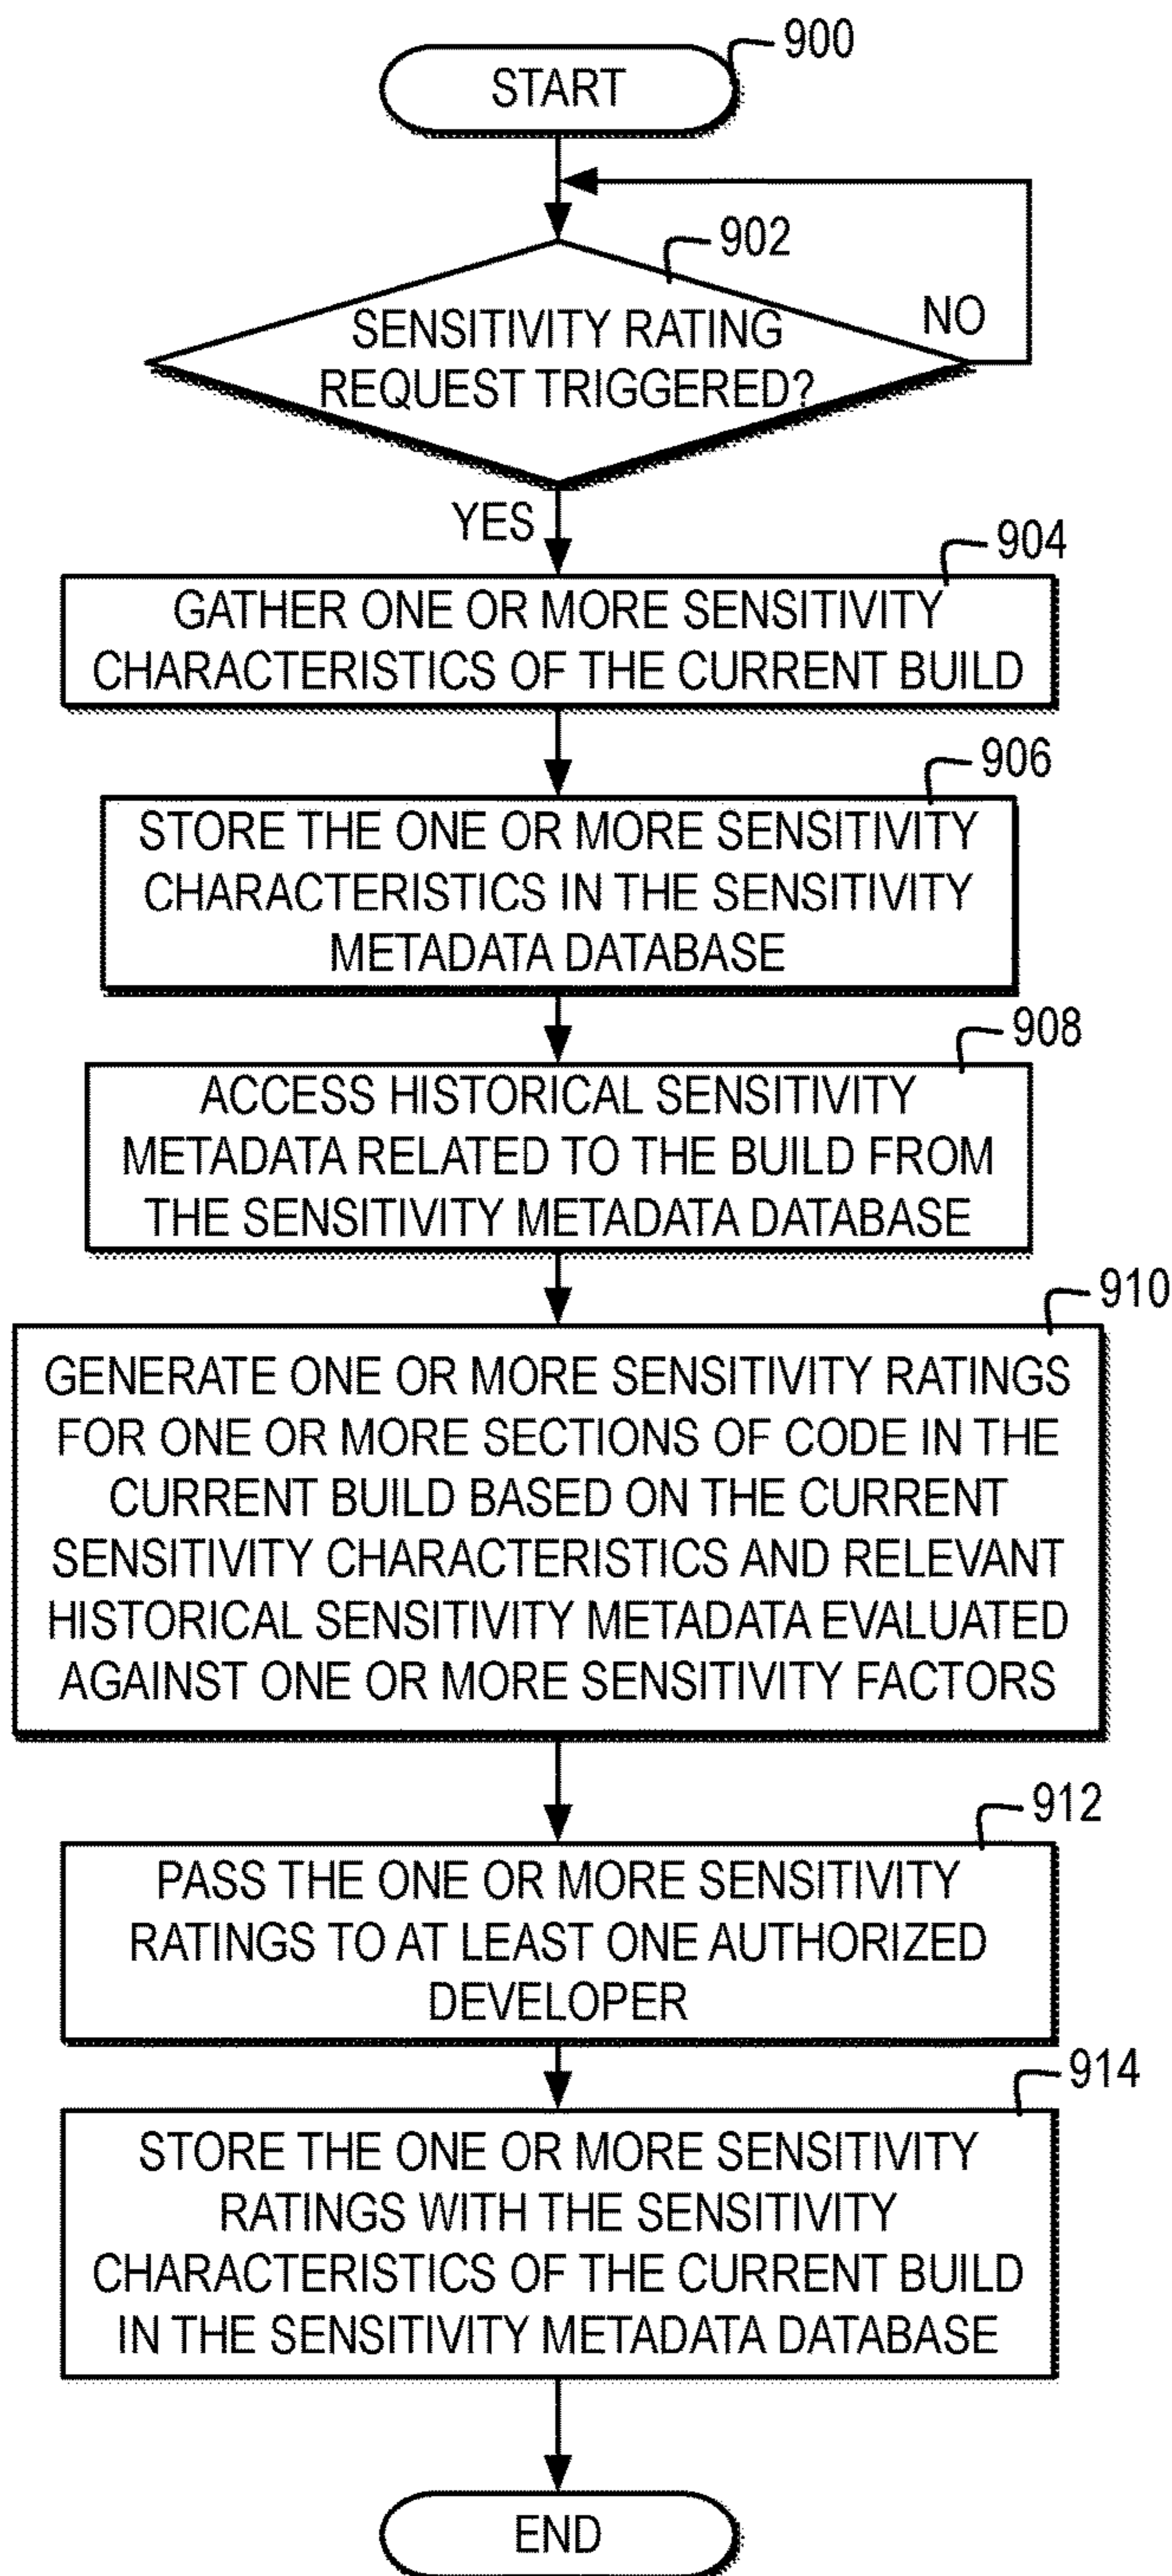 900
START
902
SENSITIVITY RATING
REQUEST TRIGGERED?
NO
YES
904
GATHER ONE OR MORE SENSITIVITY
CHARACTERISTICS OF THE CURRENT BUILD
906
STORE THE ONE OR MORE SENSITIVITY
CHARACTERISTICS IN THE SENSITIVITY
METADATA DATABASE
908
ACCESS HISTORICAL SENSITIVITY
METADATA RELATED TO THE BUILD FROM
THE SENSITIVITY METADATA DATABASE
910
GENERATE ONE OR MORE SENSITIVITY RATINGS
FOR ONE OR MORE SECTIONS OF CODE IN THE
CURRENT BUILD BASED ON THE CURRENT
SENSITIVITY CHARACTERISTICS AND RELEVANT
HISTORICAL SENSITIVITY METADATA EVALUATED
AGAINST ONE OR MORE SENSITIVITY FACTORS
912
PASS THE ONE OR MORE SENSITIVITY
RATINGS TO AT LEAST ONE AUTHORIZED
DEVELOPER
914
STORE THE ONE OR MORE SENSITIVITY
RATINGS WITH THE SENSITIVITY
CHARACTERISTICS OF THE CURRENT BUILD
IN THE SENSITIVITY METADATA DATABASE
END